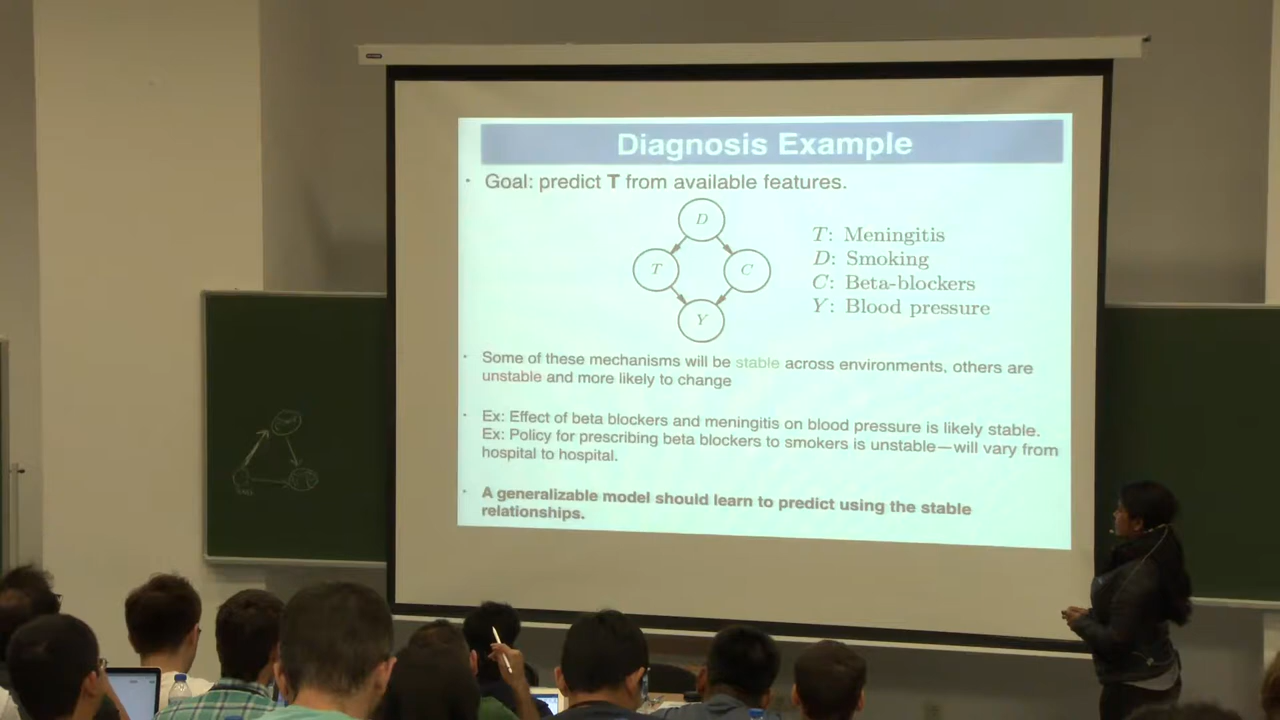 Diagnosis Example
· Goal: predict T from available features.
D
T
C
Y
T: Meningitis
D: Smoking
C: Beta-blockers
Y: Blood pressure
· Some of these mechanisms will be stable across environments, others are
unstable and more likely to change
· Ex: Effect of beta blockers and meningitis on blood pressure is likely stable.
Ex: Policy for prescribing beta blockers to smokers is unstable—will vary from
hospital to hospital.
· A generalizable model should learn to predict using the stable
relationships.